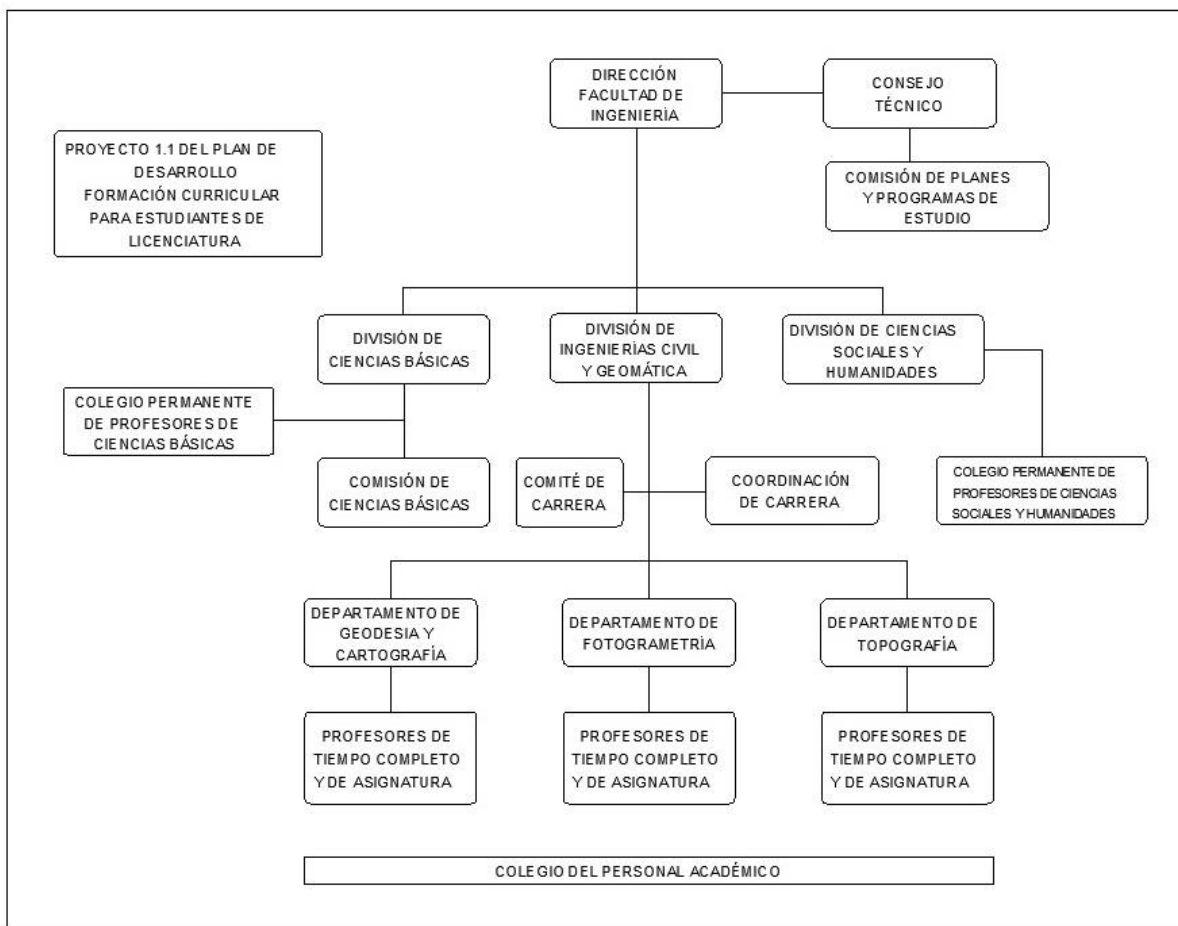 DIRECCIÓN
FACULTAD DE
INGENIERÌA
CONSEJO
TÉCNICO
PROYECTO 1.1 DEL PLAN DE
DESARROLLO
FORMACIÓN CURRICULAR
PARA ESTUDIANTES DE
LICENCIATURA
COMISIÓN DE PLANES
Y PROGRAMAS DE
ESTUDIO
DIVISIÓN DE
CIENCIAS BÁSICAS
DIVISIÓN DE
INGENIERÌAS CIVIL
Y GEOMÁTICA
DIVISIÓN DE CIENCIAS
SOCIALES Y
HUMANIDADES
COLEGIO PERMANENTE
DE PROFESORES DE
CIENCIAS BÁSICAS
COMISIÓN DE
CIENCIAS BÁSICAS
COMITÉ DE
CARRERA
COORDINACIÓN
DE CARRERA
COLEGIO PERMANENTE DE
PROFESORES DE CIENCIAS
SOCIALES Y HUMANIDADES
DEPARTAMENTO DE
GEODESIA Y
CARTOGRAFÍA
DEPARTAMENTO DE
FOTOGRAMETRÌA
DEPARTAMENTO DE
TOPOGRAFÍA
PROFESORES DE
TIEMPO COMPLETO
Y DE ASIGNATURA
PROFESORES DE
TIEMPO COMPLETO
Y DE ASIGNATURA
PROFESORES DE
TIEMPO COMPLETO
Y DE ASIGNATURA
COLEGIO DEL PERSONAL ACADÉMICO